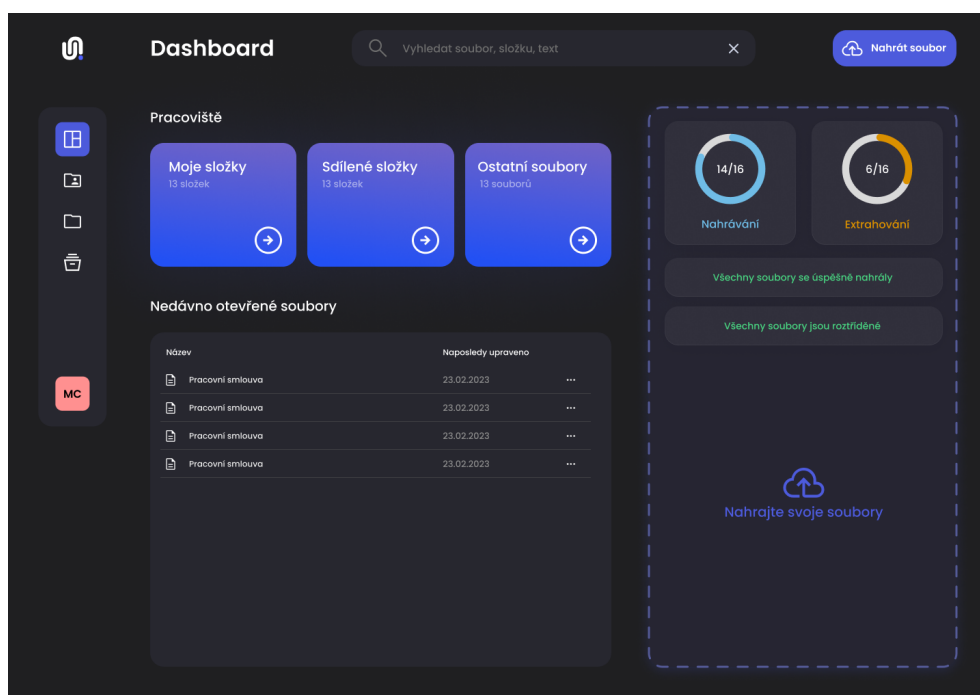 Dashboard
Vyhledat soubor, složku, text
Nahrát soubor
Pracoviště
Moje složky
13 složek
Sdílené složky
13 složek
Ostatní soubory
13 souborů
Nedávno otevřené soubory
Název Naposledy upraveno
Pracovní smlouva 23.02.2023
Pracovní smlouva 23.02.2023
Pracovní smlouva 23.02.2023
Pracovní smlouva 23.02.2023
MC
14/16
Nahrávání
6/16
Extrahování
Všechny soubory se úspěšně nahrály
Všechny soubory jsou roztříděné
Nahrajte svoje soubory